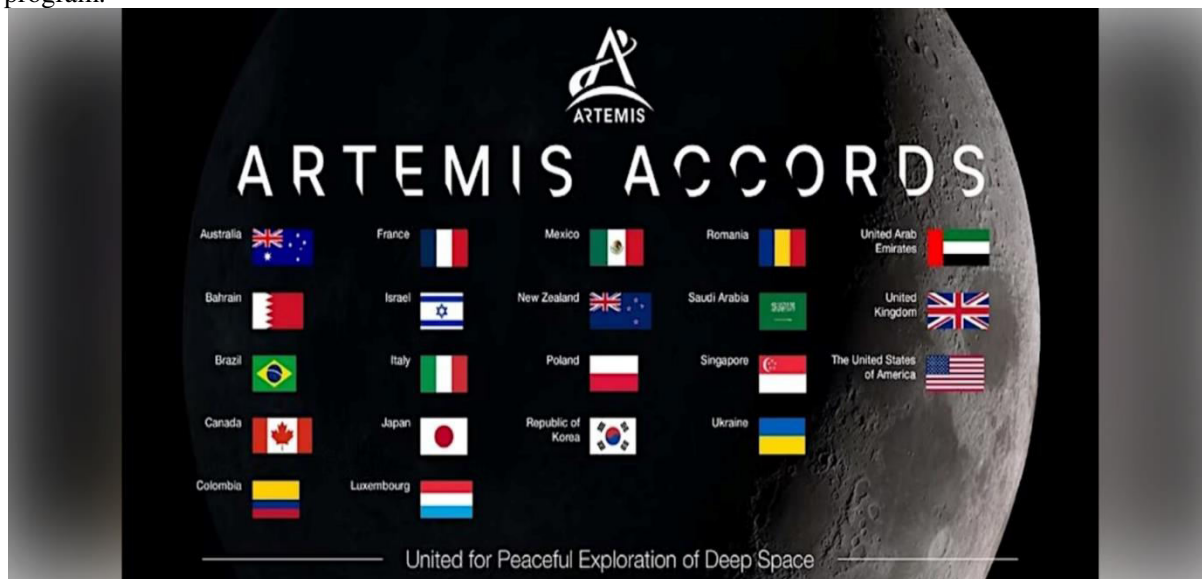 program.
ARTEMIS
ARTEMIS ACCORDS
Australia
Bahrain
Brazil
Canada
Colombia
France
Israel
Italy
Japan
Luxembourg
Mexico
New Zealand
Poland
Republic of
Korea
Romania
Saudi Arabia
Singapore
Ukraine
United Arab
Emirates
United
Kingdom
The United States
of America
United for Peaceful Exploration of Deep Space